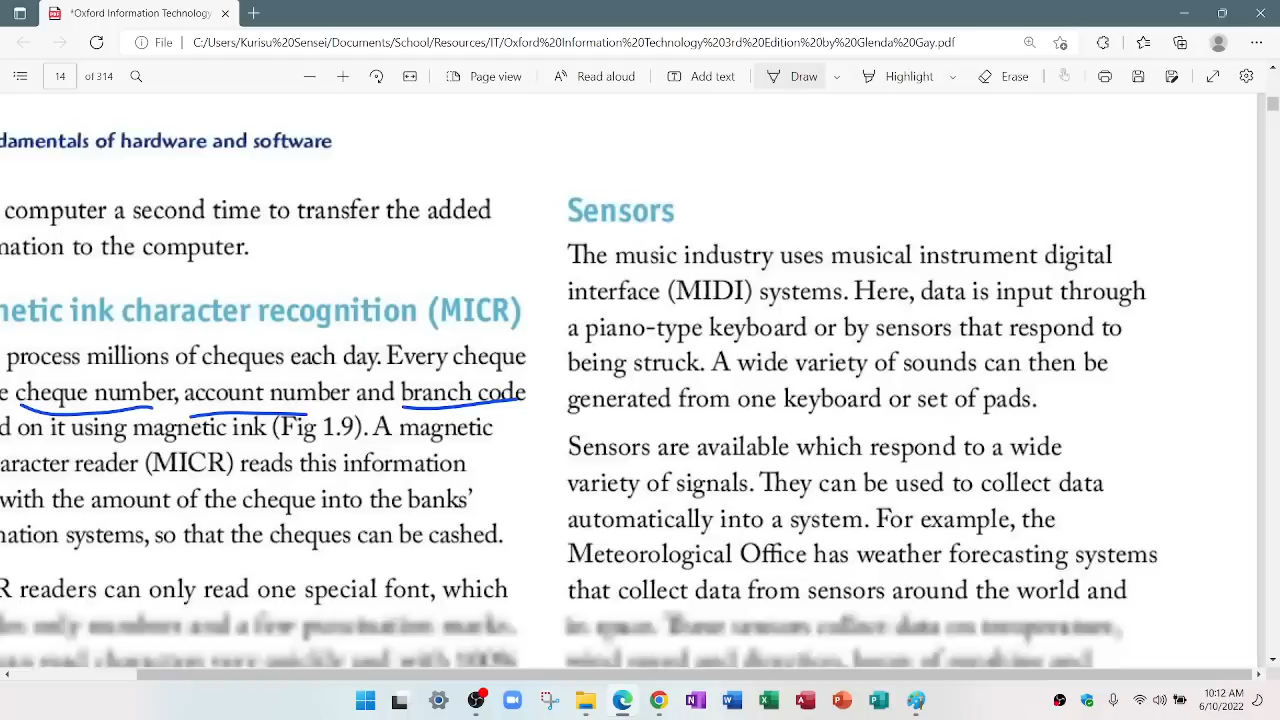 *Oxford Information Technology
File
C:/Users/Kurisu%20Sensei/Documents/School/Resources/IT/Oxford%20Information%20Technology%203rd%20Edition%20by%20Glenda%20Gay.pdf
14 of 314
Page view
Read aloud
Add text
Draw
Highlight
Erase
damentals of hardware and software
computer a second time to transfer the added
mation to the computer.
netic ink character recognition (MICR)
process millions of cheques each day. Every cheque
e cheque number, account number and branch code
d on it using magnetic ink (Fig 1.9). A magnetic
aracter reader (MICR) reads this information
with the amount of the cheque into the banks'
mation systems, so that the cheques can be cashed.
R readers can only read one special font, which
Sensors
The music industry uses musical instrument digital
interface (MIDI) systems. Here, data is input through
a piano-type keyboard or by sensors that respond to
being struck. A wide variety of sounds can then be
generated from one keyboard or set of pads.
Sensors are available which respond to a wide
variety of signals. They can be used to collect data
automatically into a system. For example, the
Meteorological Office has weather forecasting systems
that collect data from sensors around the world and
10:12 AM
6/10/2022